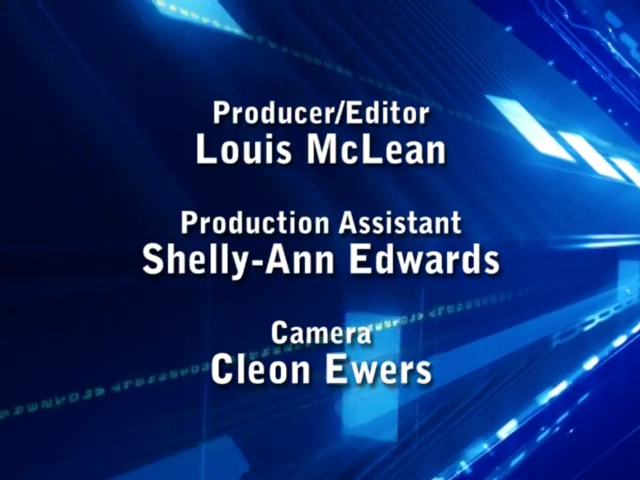 Producer/Editor
Louis McLean
Production Assistant
Shelly-Ann Edwards
Camera
Cleon Ewers